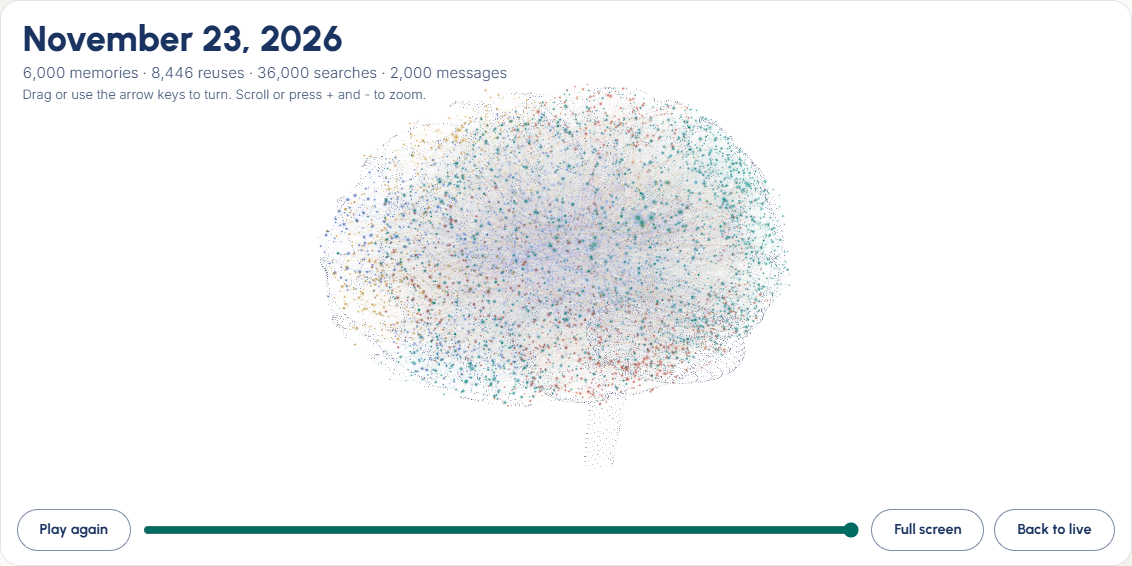 November 23, 2026
6,000 memories · 8,446 reuses · 36,000 searches · 2,000 messages
Drag or use the arrow keys to turn. Scroll or press + and - to zoom.
Play again
Full screen
Back to live